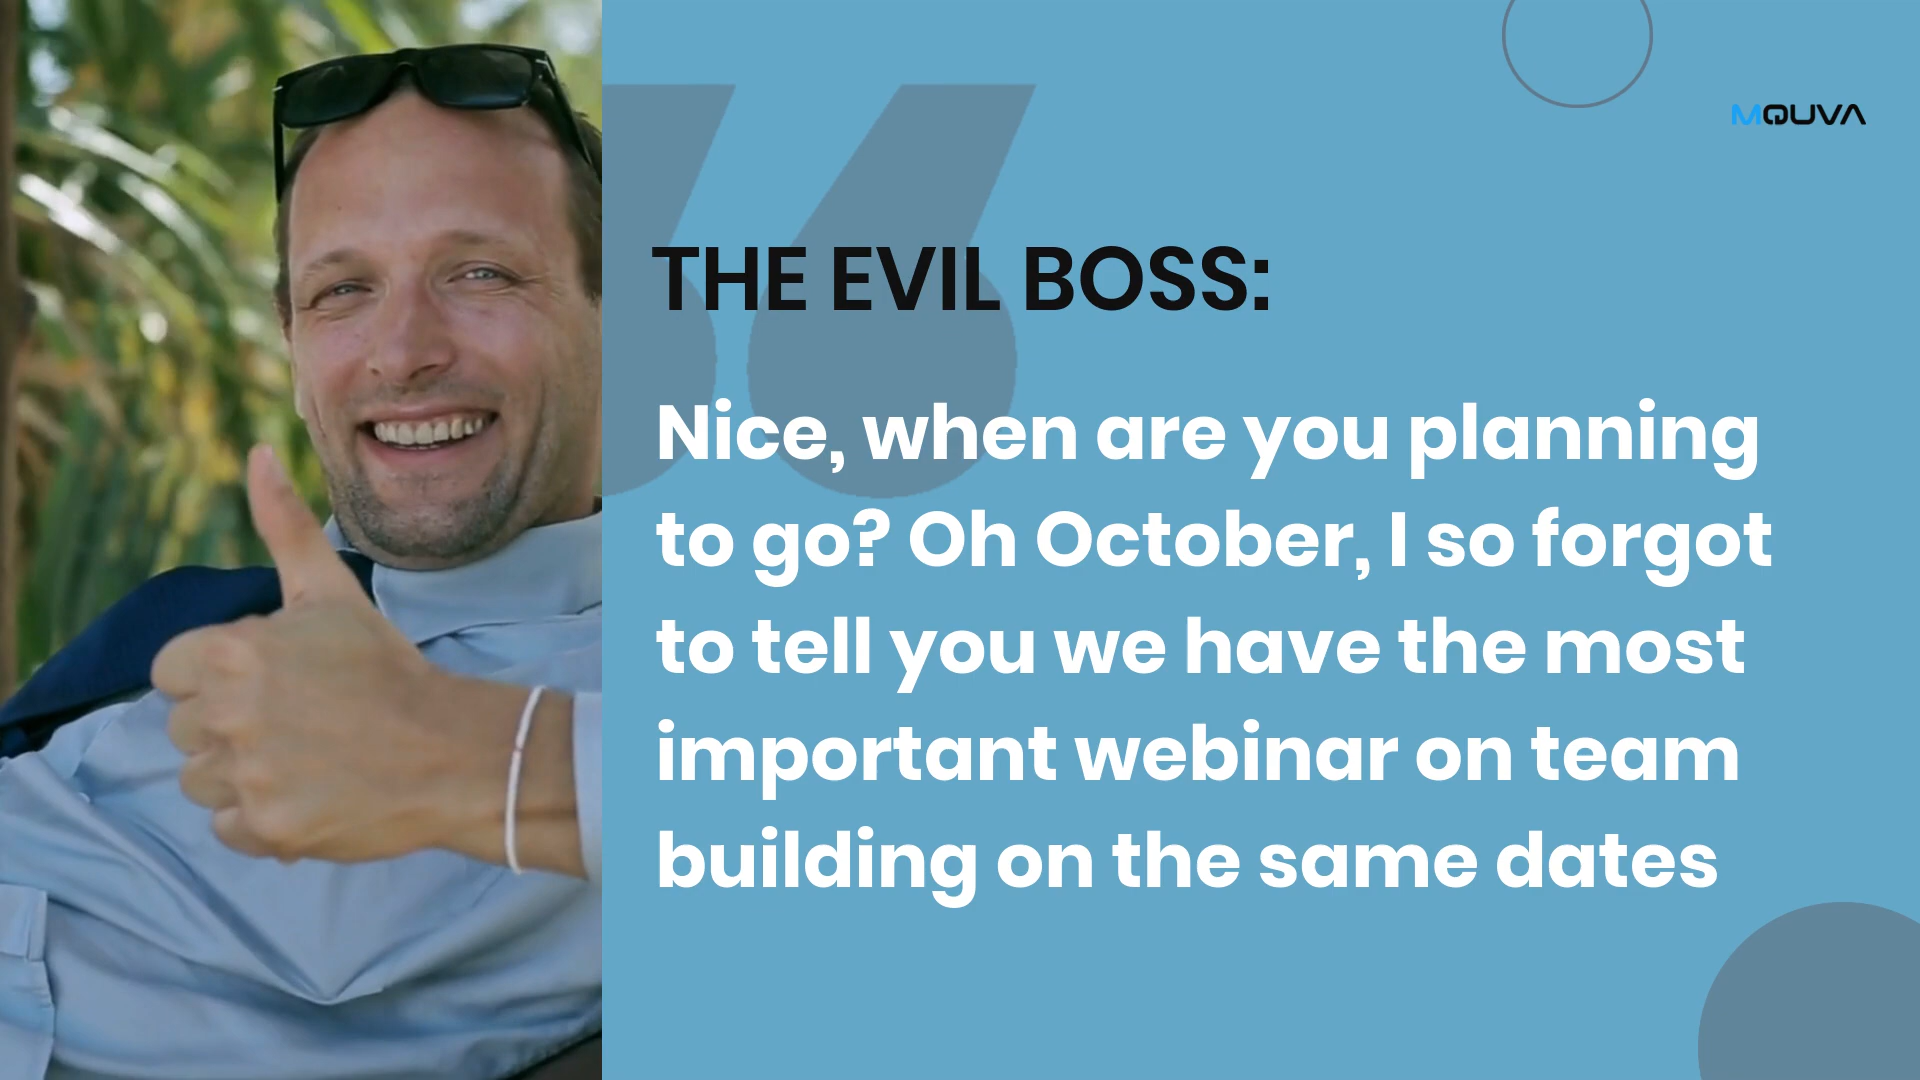 MQUVA
THE EVIL BOSS:
Nice, when are you planning
to go? Oh October, I so forgot
to tell you we have the most
important webinar on team
building on the same dates